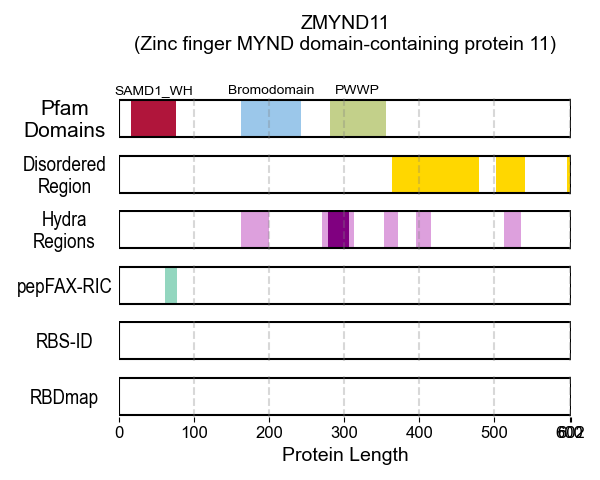 ZMYND11
(Zinc finger MYND domain-containing protein 11)
SAMD1_WH Bromodomain PWWP
Pfam
Domains
Disordered
Region
Hydra
Regions
pepFAX-RIC
RBS-ID
RBDmap
0 100 200 300 400 500 600 602
Protein Length